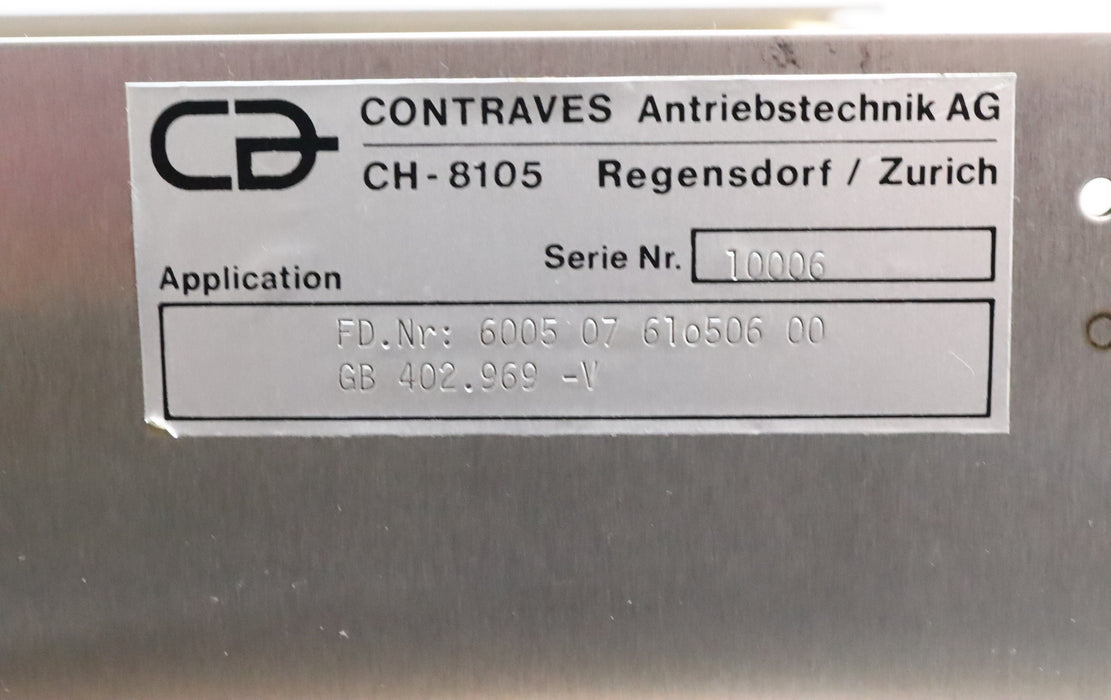 CONTRAVES Antriebstechnik AG
CH-8105 Regensdorf / Zurich
Serie Nr. 10006
Application
FD.Nr: 6005 07 61o506 00
GB 402.969 -V